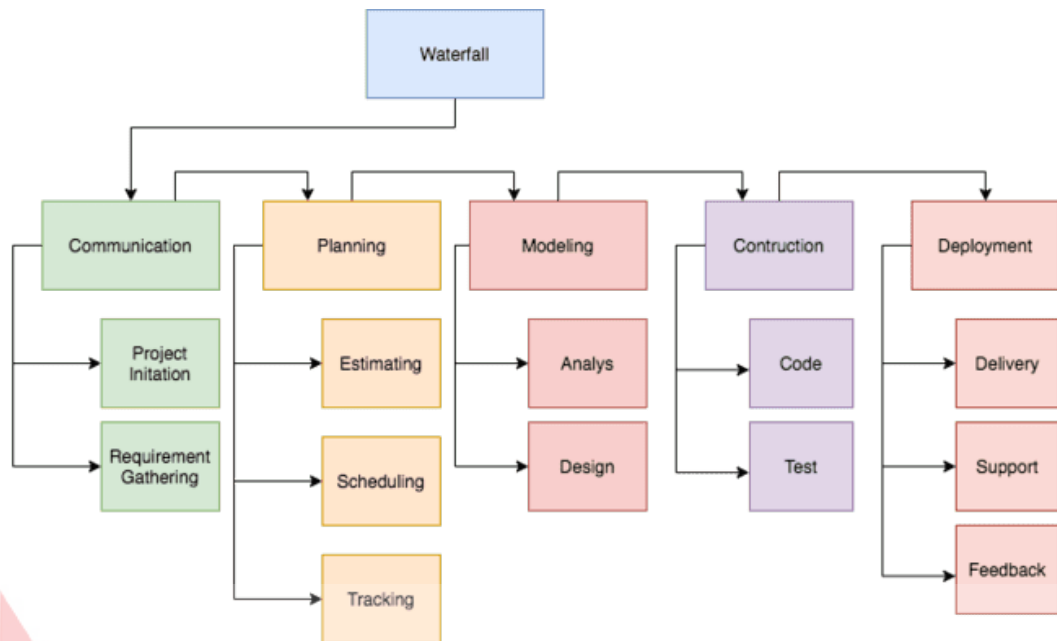 Waterfall
Communication
Planning
Modeling
Contruction
Deployment
Project
Initation
Estimating
Analys
Code
Delivery
Requirement
Gathering
Scheduling
Design
Test
Support
Tracking
Feedback